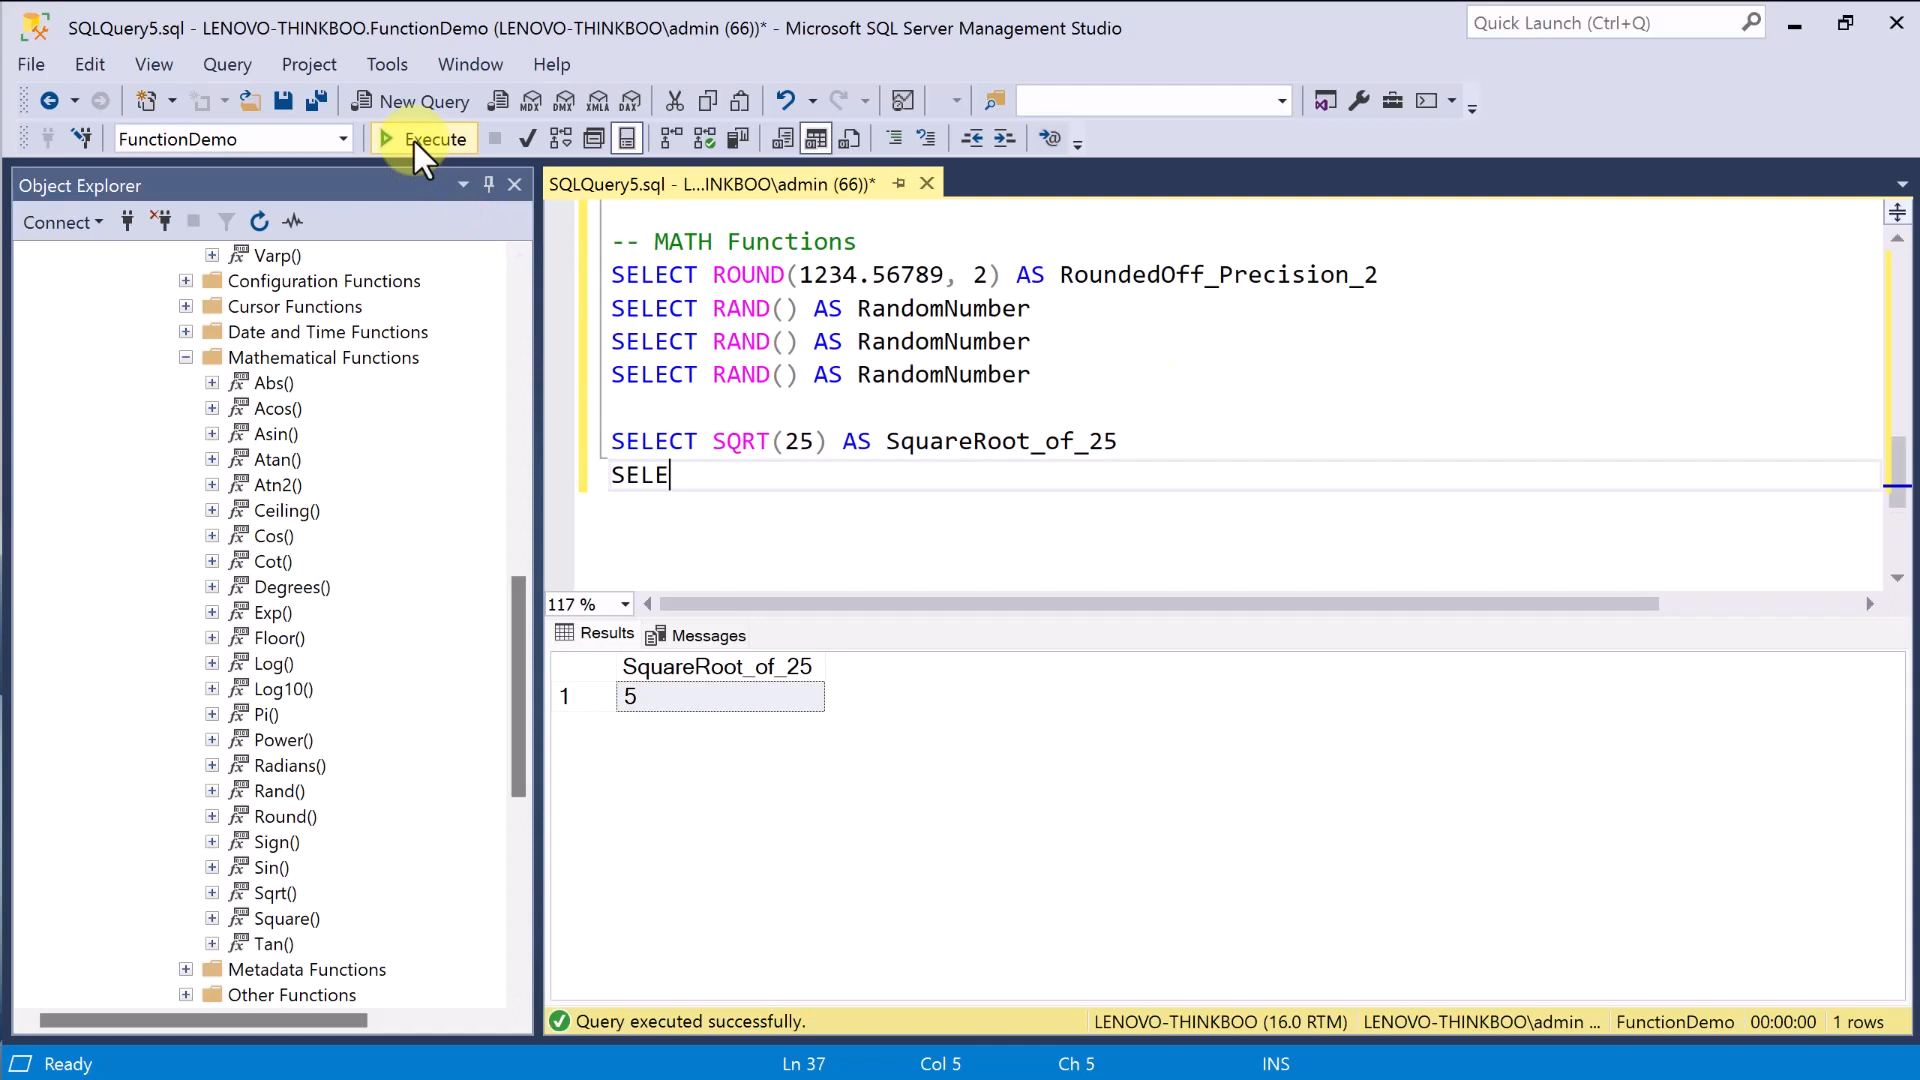 SQLQuery5.sql - LENOVO-THINKBOO.FunctionDemo (LENOVO-THINKBOO\admin (66))* - Microsoft SQL Server Management Studio
Quick Launch (Ctrl+Q)
File Edit View Query Project Tools Window Help
New Query MDX DMX XMLA DAX
FunctionDemo Execute
Object Explorer
SQLQuery5.sql - L...INKBOO\admin (66))*
Connect
Varp()
Configuration Functions
Cursor Functions
Date and Time Functions
Mathematical Functions
Abs()
Acos()
Asin()
Atan()
Atn2()
Ceiling()
Cos()
Cot()
Degrees()
Exp()
Floor()
Log()
Log10()
Pi()
Power()
Radians()
Rand()
Round()
Sign()
Sin()
Sqrt()
Square()
Tan()
Metadata Functions
Other Functions
-- MATH Functions
SELECT ROUND(1234.56789, 2) AS RoundedOff_Precision_2
SELECT RAND() AS RandomNumber
SELECT RAND() AS RandomNumber
SELECT RAND() AS RandomNumber
SELECT SQRT(25) AS SquareRoot_of_25
SELE
117 %
Results Messages
SquareRoot_of_25
1 5
Query executed successfully. LENOVO-THINKBOO (16.0 RTM) LENOVO-THINKBOO\admin ... FunctionDemo 00:00:00 1 rows
Ready Ln 37 Col 5 Ch 5 INS